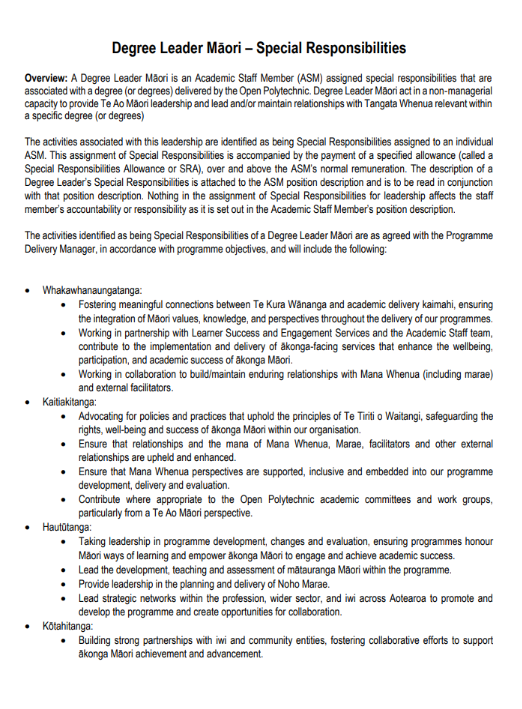 Degree Leader Māori – Special Responsibilities
Overview: A Degree Leader Māori is an Academic Staff Member (ASM) assigned special responsibilities that are
associated with a degree (or degrees) delivered by the Open Polytechnic. Degree Leader Māori act in a non-managerial
capacity to provide Te Ao Māori leadership and lead and/or maintain relationships with Tangata Whenua relevant within
a specific degree (or degrees)
The activities associated with this leadership are identified as being Special Responsibilities assigned to an individual
ASM. This assignment of Special Responsibilities is accompanied by the payment of a specified allowance (called a
Special Responsibilities Allowance or SRA), over and above the ASM's normal remuneration. The description of a
Degree Leader's Special Responsibilities is attached to the ASM position description and is to be read in conjunction
with that position description. Nothing in the assignment of Special Responsibilities for leadership affects the staff
member's accountability or responsibility as it is set out in the Academic Staff Member's position description.
The activities identified as being Special Responsibilities of a Degree Leader Māori are as agreed with the Programme
Delivery Manager, in accordance with programme objectives, and will include the following:
• Whakawhanaungatanga:
• Fostering meaningful connections between Te Kura Wānanga and academic delivery kaimahi, ensuring
the integration of Māori values, knowledge, and perspectives throughout the delivery of our programmes.
• Working in partnership with Learner Success and Engagement Services and the Academic Staff team,
contribute to the implementation and delivery of ākonga-facing services that enhance the wellbeing,
participation, and academic success of ākonga Māori.
• Working in collaboration to build/maintain enduring relationships with Mana Whenua (including marae)
and external facilitators.
• Kaitiakitanga:
• Advocating for policies and practices that uphold the principles of Te Tiriti o Waitangi, safeguarding the
rights, well-being and success of ākonga Māori within our organisation.
• Ensure that relationships and the mana of Mana Whenua, Marae, facilitators and other external
relationships are upheld and enhanced.
• Ensure that Mana Whenua perspectives are supported, inclusive and embedded into our programme
development, delivery and evaluation.
• Contribute where appropriate to the Open Polytechnic academic committees and work groups,
particularly from a Te Ao Māori perspective.
• Hautūtanga:
• Taking leadership in programme development, changes and evaluation, ensuring programmes honour
Māori ways of learning and empower ākonga Māori to engage and achieve academic success.
• Lead the development, teaching and assessment of mātauranga Māori within the programme.
• Provide leadership in the planning and delivery of Noho Marae.
• Lead strategic networks within the profession, wider sector, and iwi across Aotearoa to promote and
develop the programme and create opportunities for collaboration.
• Kōtahitanga:
• Building strong partnerships with iwi and community entities, fostering collaborative efforts to support
ākonga Māori achievement and advancement.